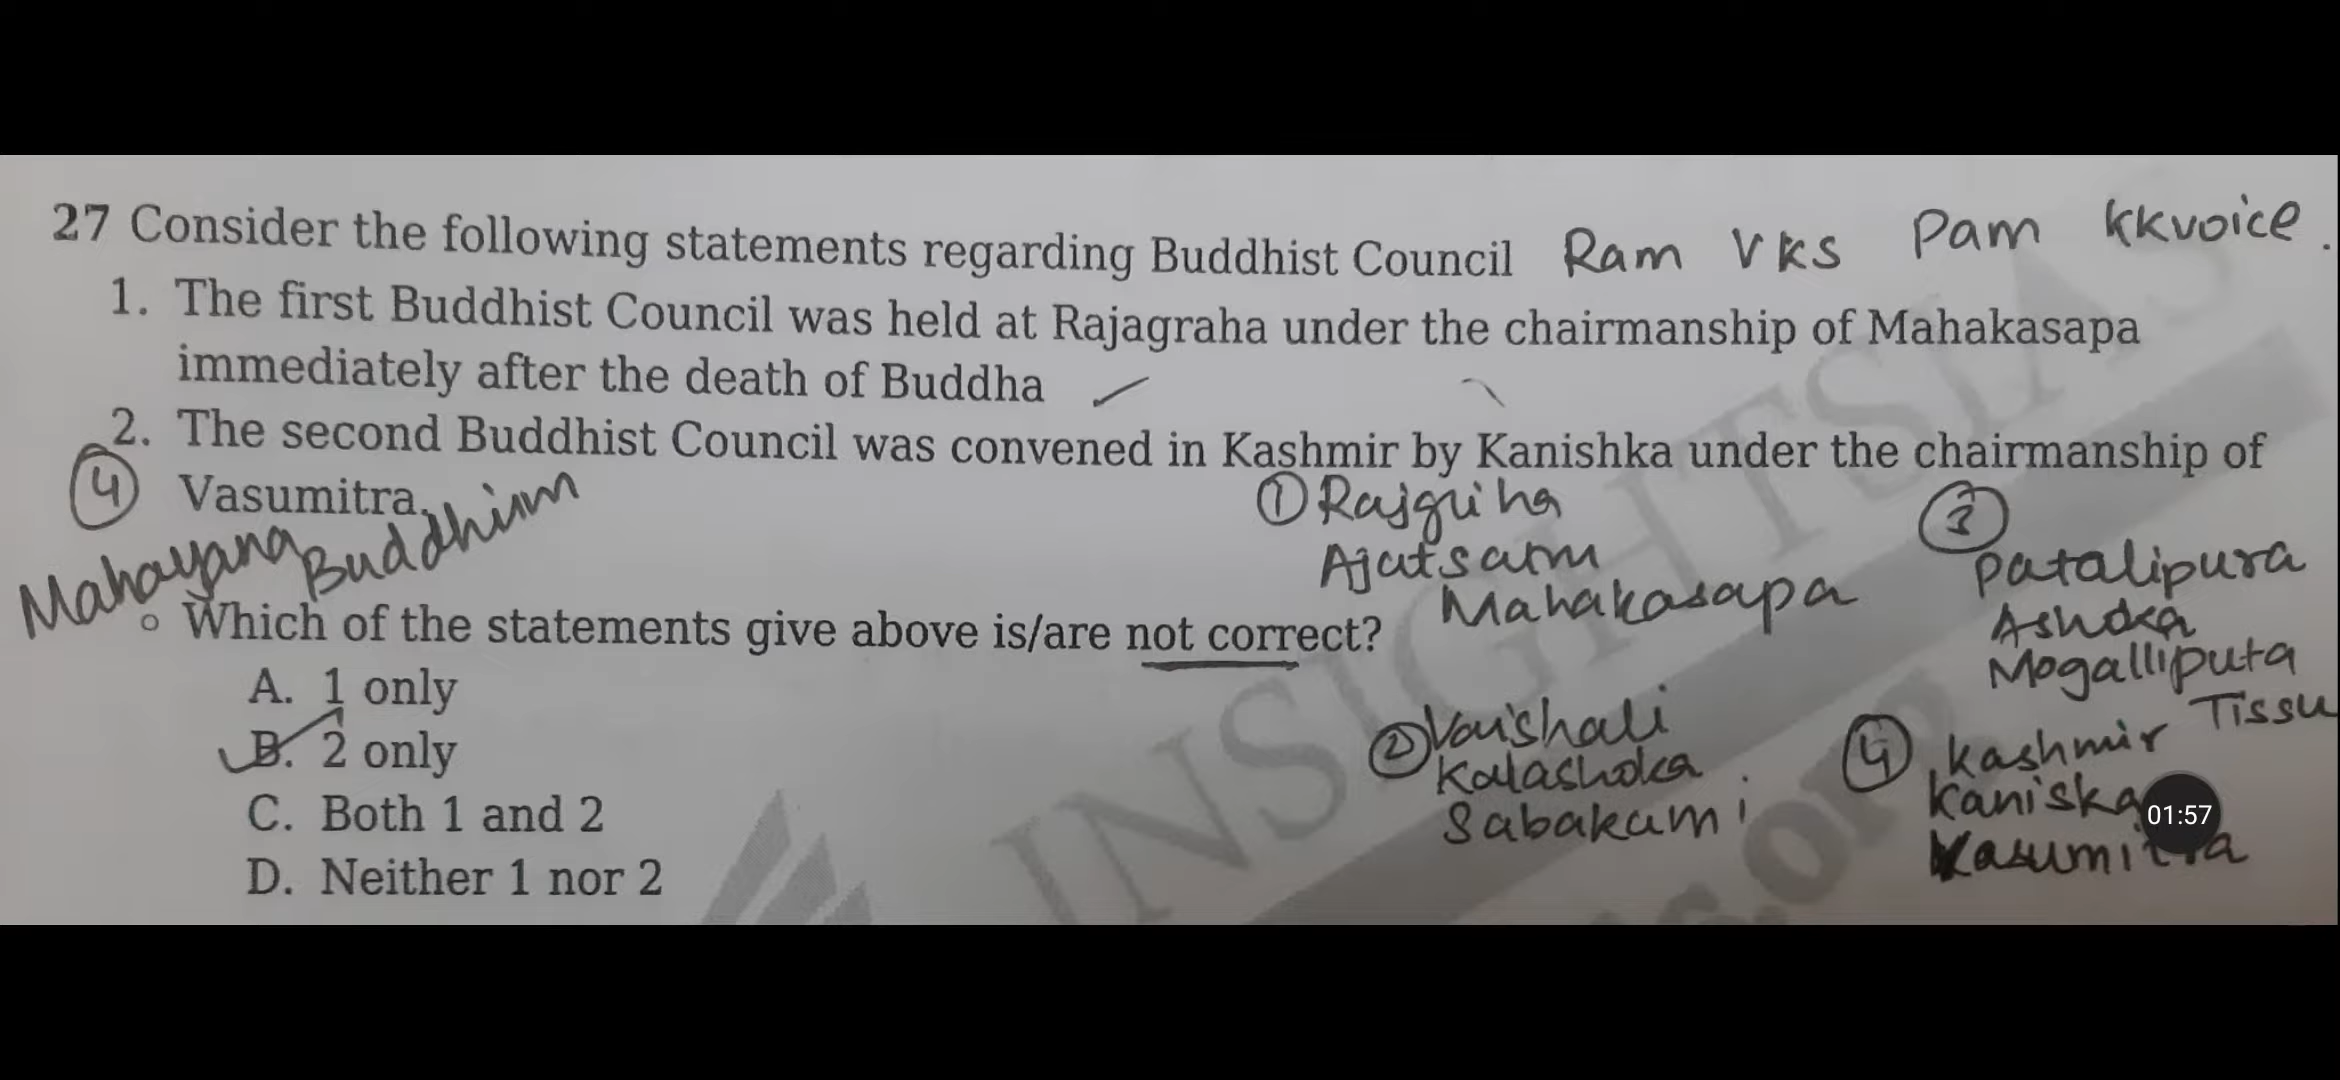 27 Consider the following statements regarding Buddhist Council Ram VKS Pam KKvoice.
1. The first Buddhist Council was held at Rajagraha under the chairmanship of Mahakasapa
immediately after the death of Buddha
2. The second Buddhist Council was convened in Kashmir by Kanishka under the chairmanship of
④ Vasumitra.
Mahayana Buddhism
① Rajgriha
Ajatsatru
Mahakasapa
③
Patalipura
Ashoka
Mogalliputa
Tissu
Which of the statements give above is/are not correct?
A. 1 only
B. 2 only
C. Both 1 and 2
D. Neither 1 nor 2
② Vaishali
Kalashoka
Sabakami
④ Kashmir
Kaniska
Vasumitra
01:57
INSIGHTSIAS